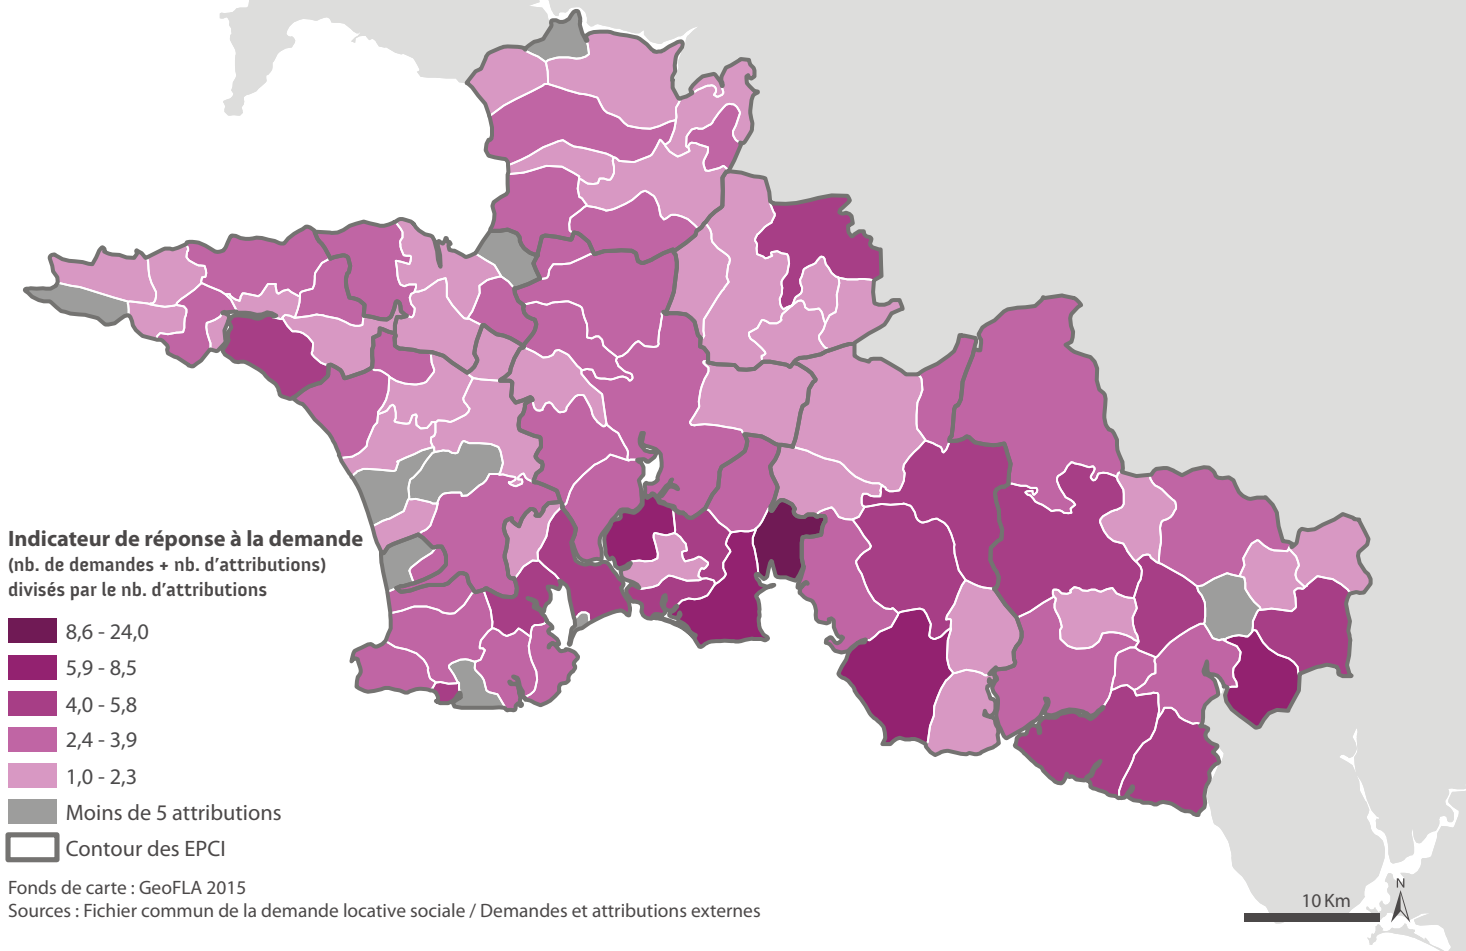 Indicateur de réponse à la demande
(nb. de demandes + nb. d’attributions)
divisés par le nb. d’attributions
8,6 - 24,0
5,9 - 8,5
4,0 - 5,8
2,4 - 3,9
1,0 - 2,3
Moins de 5 attributions
Contour des EPCI
Fonds de carte : GeoFLA 2015
Sources : Fichier commun de la demande locative sociale / Demandes et attributions externes
10 Km
N